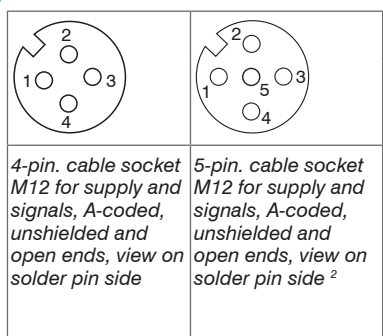 2
1
3
4
2
1
5
3
4
4-pin. cable socket
M12 for supply and
signals, A-coded,
unshielded and
open ends, view on
solder pin side
5-pin. cable socket
M12 for supply and
signals, A-coded,
unshielded and
open ends, view on
solder pin side 2